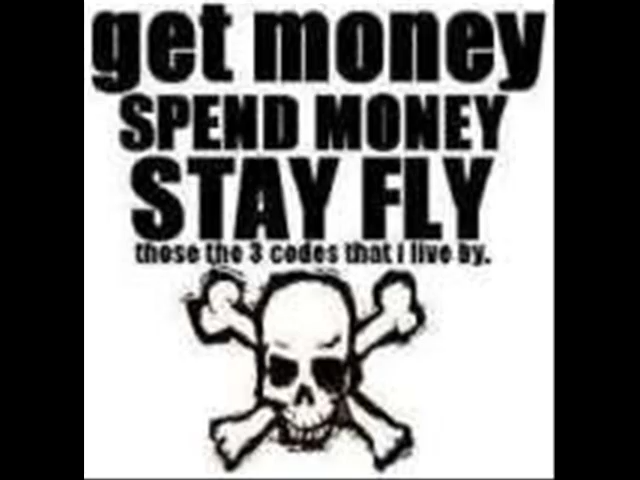 get money
SPEND MONEY
STAY FLY
those the 3 codes that i live by.